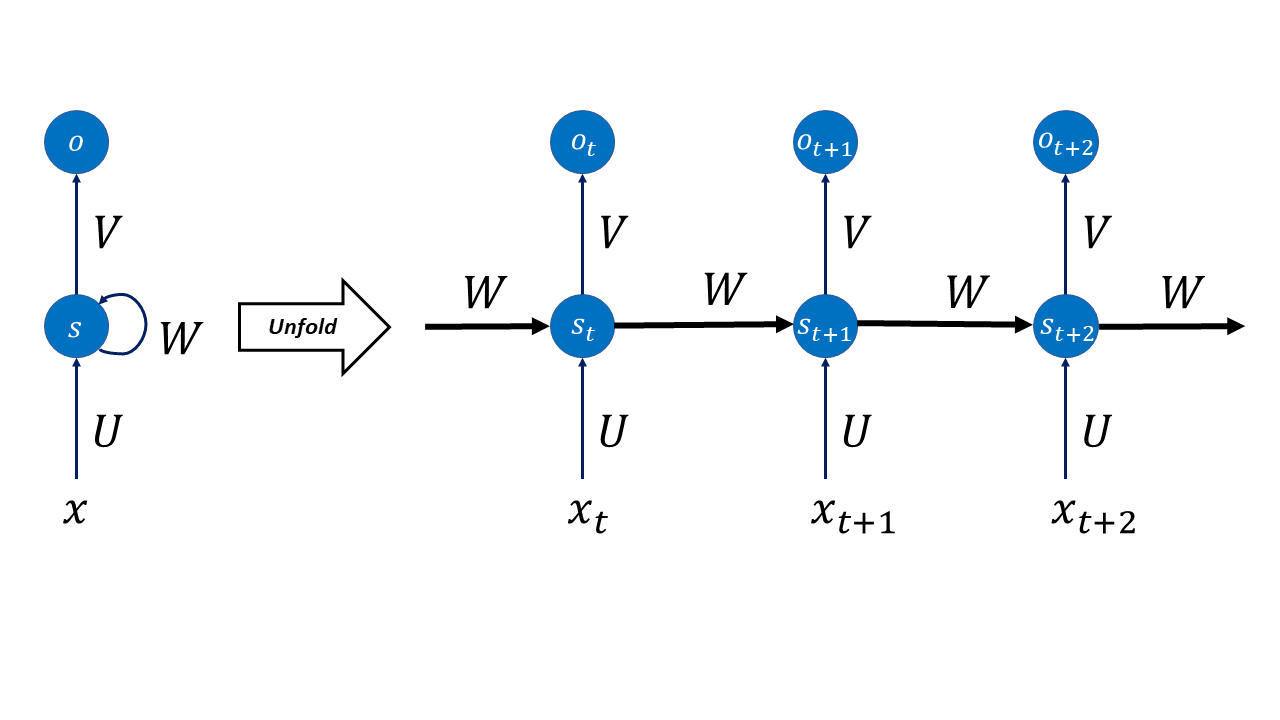 o o_t o_{t+1} o_{t+2}
V V V V
W W W W
s W Unfold s_t s_{t+1} s_{t+2}
U U U U
x x_t x_{t+1} x_{t+2}